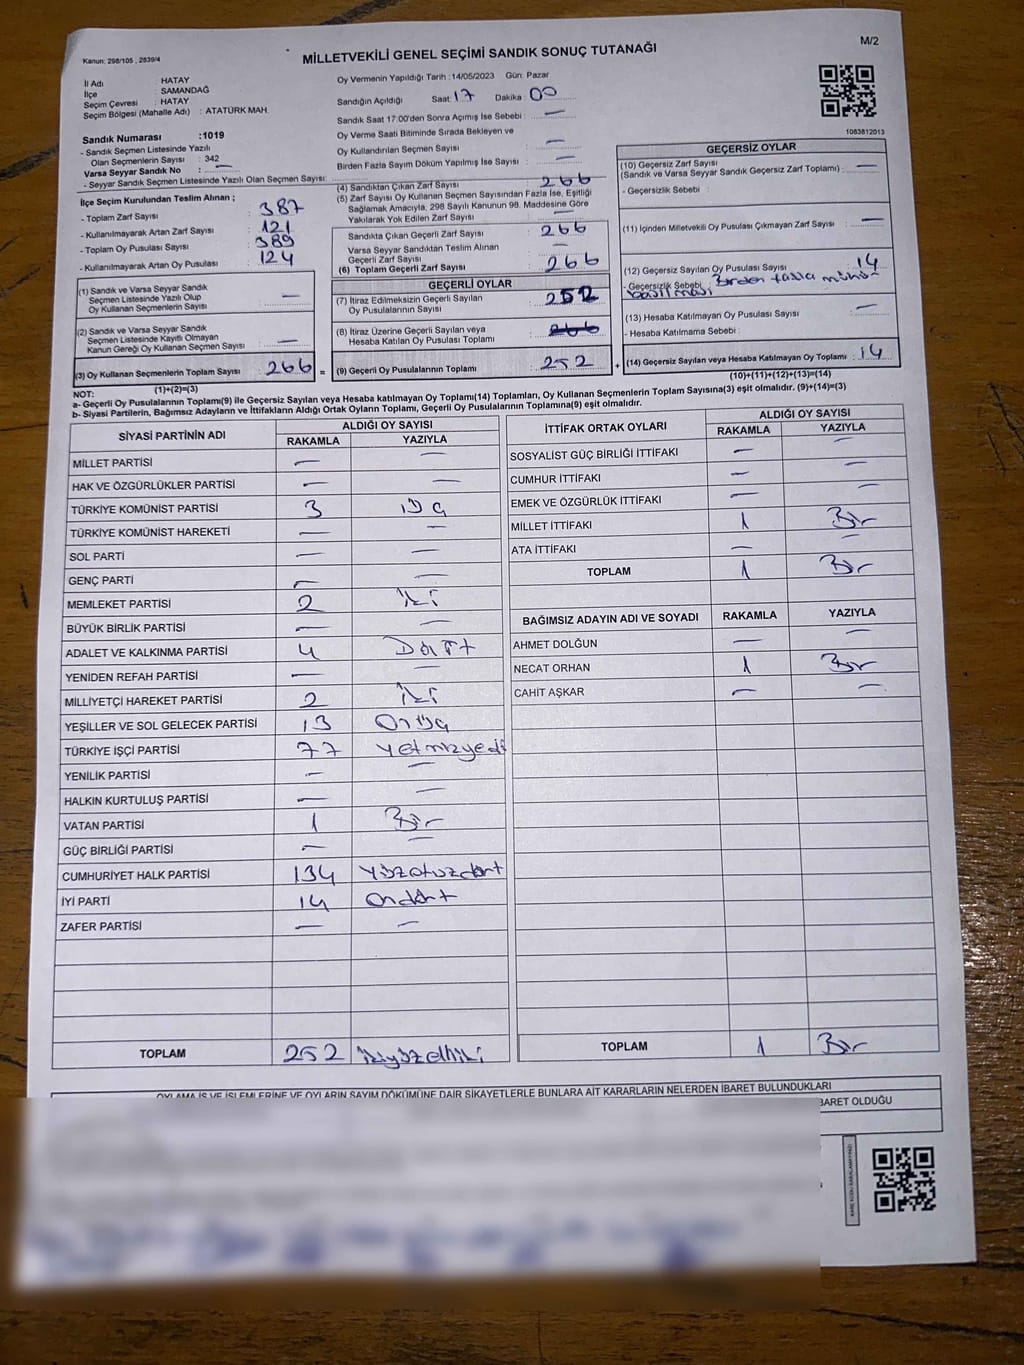 M/2
Kanun: 298/105 , 2839/4
MİLLETVEKİLİ GENEL SEÇİMİ SANDIK SONUÇ TUTANAĞI
İl Adı : HATAY
İlçe : SAMANDAĞ
Seçim Çevresi : HATAY
Seçim Bölgesi (Mahalle Adı) : ATATÜRK MAH.
Sandık Numarası :1019
- Sandık Seçmen Listesinde Yazılı
Olan Seçmenlerin Sayısı : 342
Varsa Seyyar Sandık No : —
- Seyyar Sandık Seçmen Listesinde Yazılı Olan Seçmen Sayısı:
Oy Vermenin Yapıldığı Tarih : 14/05/2023 Gün: Pazar
Sandığın Açıldığı Saat: 17 Dakika : 00
Sandık Saat 17:00'den Sonra Açımış İse Sebebi : —
Oy Verme Saati Bitiminde Sırada Bekleyen ve
Oy Kullandırılan Seçmen Sayısı : —
Birden Fazla Sayım Döküm Yapılmış İse Sayısı : —
1083812013
İlçe Seçim Kurulundan Teslim Alınan ;
- Toplam Zarf Sayısı : 387
- Kullanılmayarak Artan Zarf Sayısı : 121
- Toplam Oy Pusulası Sayısı : 389
- Kullanılmayarak Artan Oy Pusulası : 124
(1) Sandık ve Varsa Seyyar Sandık
Seçmen Listesinde Yazılı Olup
Oy Kullanan Seçmenlerin Sayısı : —
(2) Sandık ve Varsa Seyyar Sandık
Seçmen Listesinde Kayıtlı Olmayan
Kanun Gereği Oy Kullanan Seçmen Sayısı : —
(3) Oy Kullanan Seçmenlerin Toplam Sayısı : 266 =
(1)+(2)=(3)
(4) Sandıktan Çıkan Zarf Sayısı : 266
(5) Zarf Sayısı Oy Kullanan Seçmen Sayısından Fazla İse, Eşitliği
Sağlamak Amacıyla, 298 Sayılı Kanunun 98. Maddesine Göre
Yakılarak Yok Edilen Zarf Sayısı : —
Sandıkta Çıkan Geçerli Zarf Sayısı : 266
Varsa Seyyar Sandıktan Teslim Alınan
Geçerli Zarf Sayısı : —
(6) Toplam Geçerli Zarf Sayısı : 266
GEÇERLİ OYLAR
(7) İtiraz Edilmeksizin Geçerli Sayılan
Oy Pusulalarının Sayısı : 252
(8) İtiraz Üzerine Geçerli Sayılan veya
Hesaba Katılan Oy Pusulası Toplamı : 266
(9) Geçerli Oy Pusulalarının Toplamı : 252 +
GEÇERSİZ OYLAR
(10) Geçersiz Zarf Sayısı
(Sandık ve Varsa Seyyar Sandık Geçersiz Zarf Toplamı) : —
- Geçersizlik Sebebi :
(11) İçinden Milletvekili Oy Pusulası Çıkmayan Zarf Sayısı : —
(12) Geçersiz Sayılan Oy Pusulası Sayısı : 14
- Geçersizlik Sebebi : Birden fazla mühür
basılması
(13) Hesaba Katılmayan Oy Pusulası Sayısı : —
- Hesaba Katılmama Sebebi :
(14) Geçersiz Sayılan veya Hesaba Katılmayan Oy Toplamı : 14
(10)+(11)+(12)+(13)=(14)
NOT:
a- Geçerli Oy Pusulalarının Toplamı(9) ile Geçersiz Sayılan veya Hesaba katılmayan Oy Toplamı(14) Toplamları, Oy Kullanan Seçmenlerin Toplam Sayısına(3) eşit olmalıdır. (9)+(14)=(3)
b- Siyasi Partilerin, Bağımsız Adayların ve İttifakların Aldığı Ortak Oyların Toplamı, Geçerli Oy Pusulalarının Toplamına(9) eşit olmalıdır.
SİYASİ PARTİNİN ADI ALDIĞI OY SAYISI
RAKAMLA YAZIYLA
MİLLET PARTİSİ — —
HAK VE ÖZGÜRLÜKLER PARTİSİ — —
TÜRKİYE KOMÜNİST PARTİSİ 3 üç
TÜRKİYE KOMÜNİST HAREKETİ — —
SOL PARTİ — —
GENÇ PARTİ — —
MEMLEKET PARTİSİ 2 iki
BÜYÜK BİRLİK PARTİSİ — —
ADALET VE KALKINMA PARTİSİ 4 Dört
YENİDEN REFAH PARTİSİ — —
MİLLİYETÇİ HAREKET PARTİSİ 2 iki
YEŞİLLER VE SOL GELECEK PARTİSİ 13 Onüç
TÜRKİYE İŞÇİ PARTİSİ 77 Yetmişyedi
YENİLİK PARTİSİ — —
HALKIN KURTULUŞ PARTİSİ — —
VATAN PARTİSİ 1 Bir
GÜÇ BİRLİĞİ PARTİSİ — —
CUMHURİYET HALK PARTİSİ 134 Yüzotuzdört
İYİ PARTİ 14 Ondört
ZAFER PARTİSİ — —
TOPLAM 252 ikiyüzelliiki
İTTİFAK ORTAK OYLARI ALDIĞI OY SAYISI
RAKAMLA YAZIYLA
SOSYALİST GÜÇ BİRLİĞİ İTTİFAKI — —
CUMHUR İTTİFAKI — —
EMEK VE ÖZGÜRLÜK İTTİFAKI — —
MİLLET İTTİFAKI 1 Bir
ATA İTTİFAKI — —
TOPLAM 1 Bir
BAĞIMSIZ ADAYIN ADI VE SOYADI RAKAMLA YAZIYLA
AHMET DOLĞUN — —
NECAT ORHAN 1 Bir
CAHİT AŞKAR — —
TOPLAM 1 Bir
OYLAMA İŞ VE İŞLEMLERİNE VE OYLARIN SAYIM DÖKÜMÜNE DAİR ŞİKAYETLERLE BUNLARA AİT KARARLARIN NELERDEN İBARET BULUNDUKLARI
BARET OLDUĞU